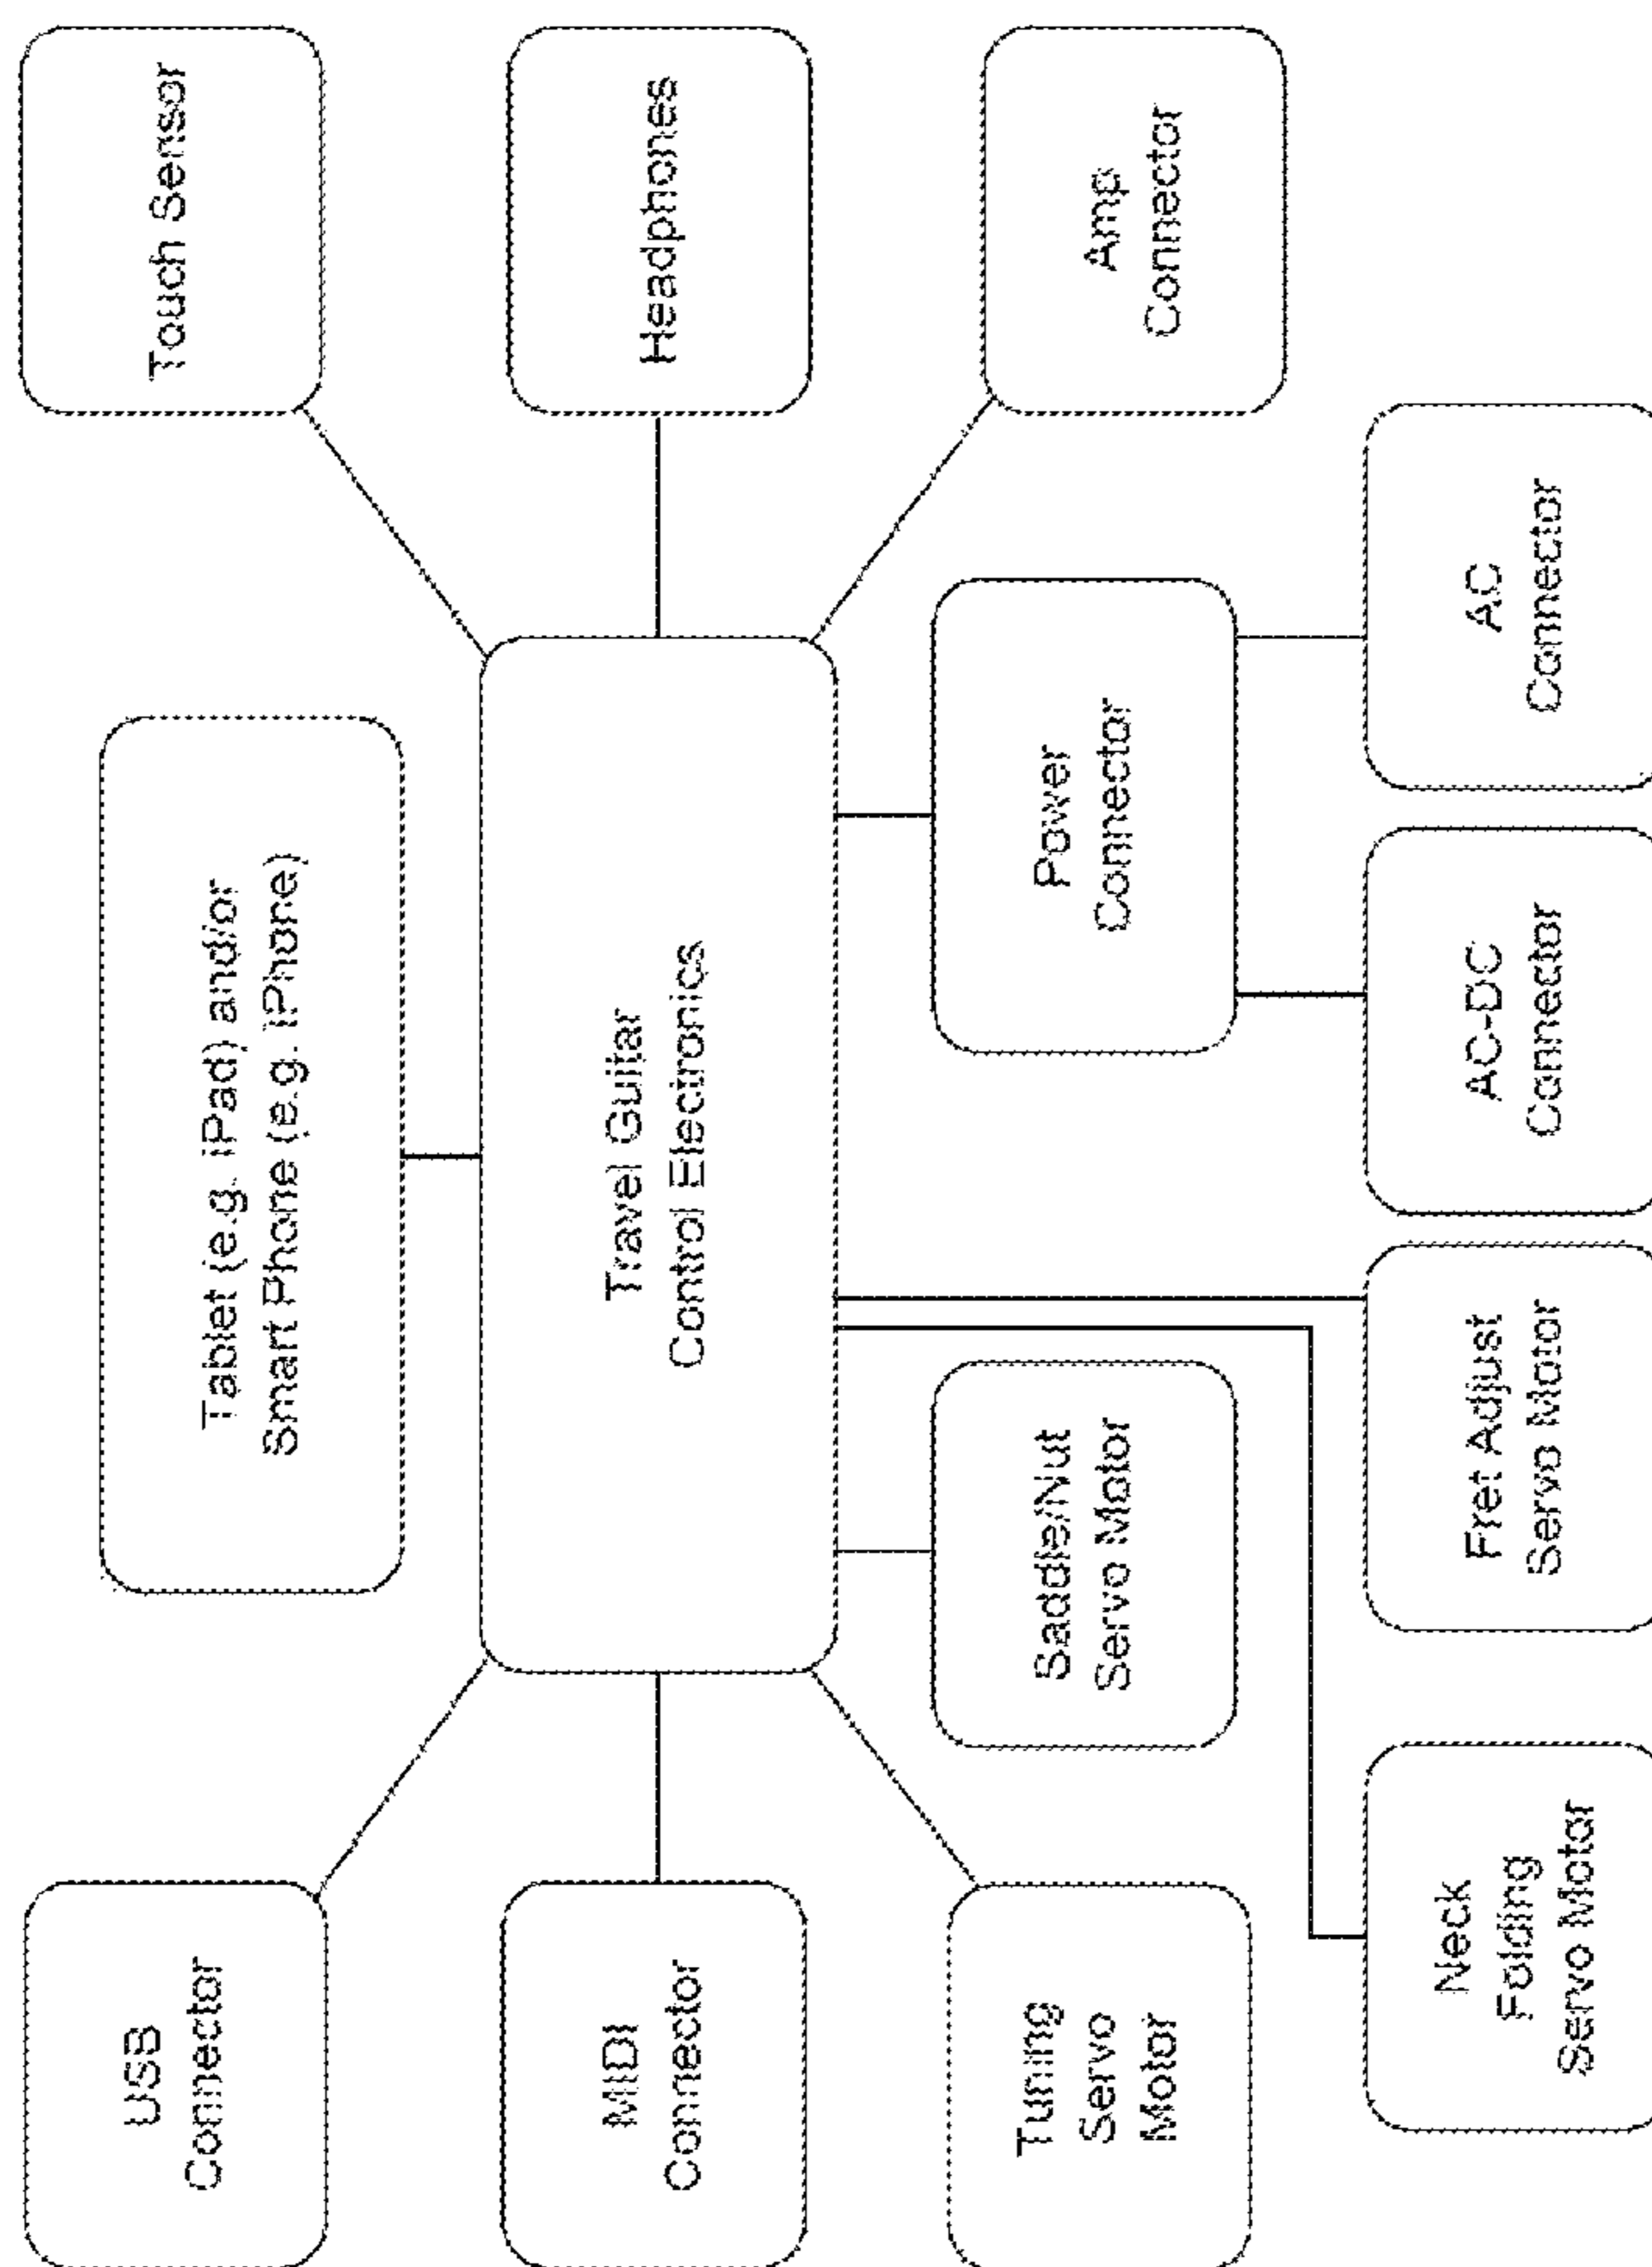 Tablet (e.g. iPad) and/or
Smart Phone (e.g. iPhone)
USB
Connector
Touch Sensor
Travel Guitar
Control Electronics
MIDI
Connector
Headphones
Tuning
Servo
Motor
Saddle/Nut
Servo Motor
Power
Connector
Amp
Connector
Neck
Folding
Servo Motor
Fret Adjust
Servo Motor
AC-DC
Connector
AC
Connector